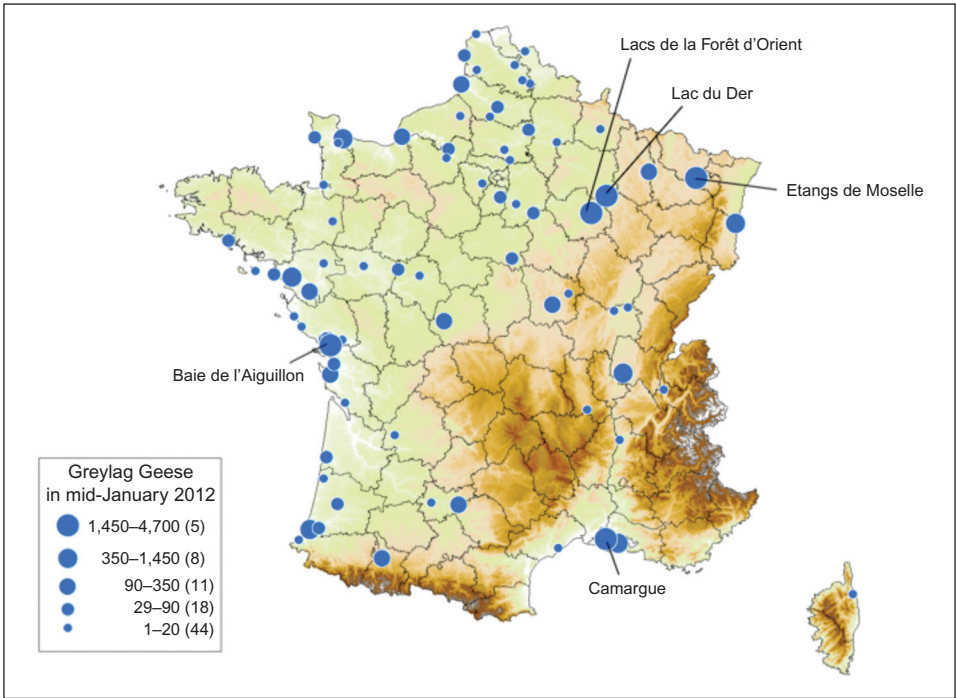 Lacs de la Forêt d’Orient
Lac du Der
Etangs de Moselle
Baie de l’Aiguillon
Camargue
Greylag Geese
in mid-January 2012
1,450–4,700 (5)
350–1,450 (8)
90–350 (11)
29–90 (18)
1–20 (44)